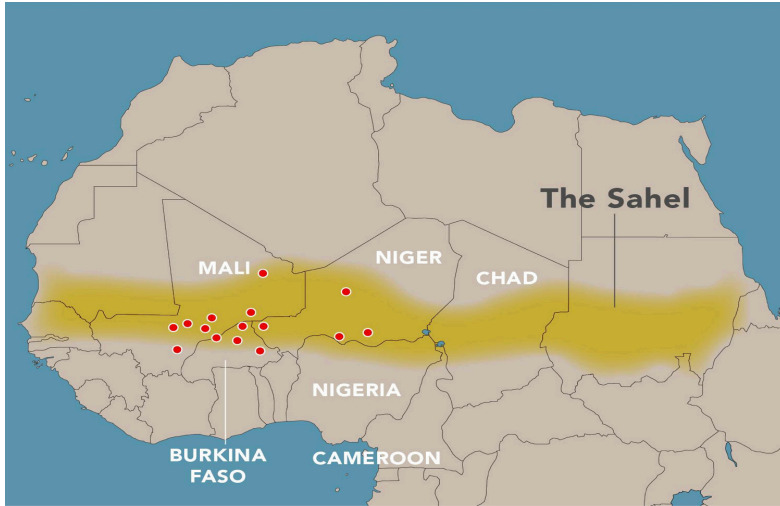 The Sahel
NIGER
MALI
CHAD
NIGERIA
BURKINA
FASO
CAMEROON